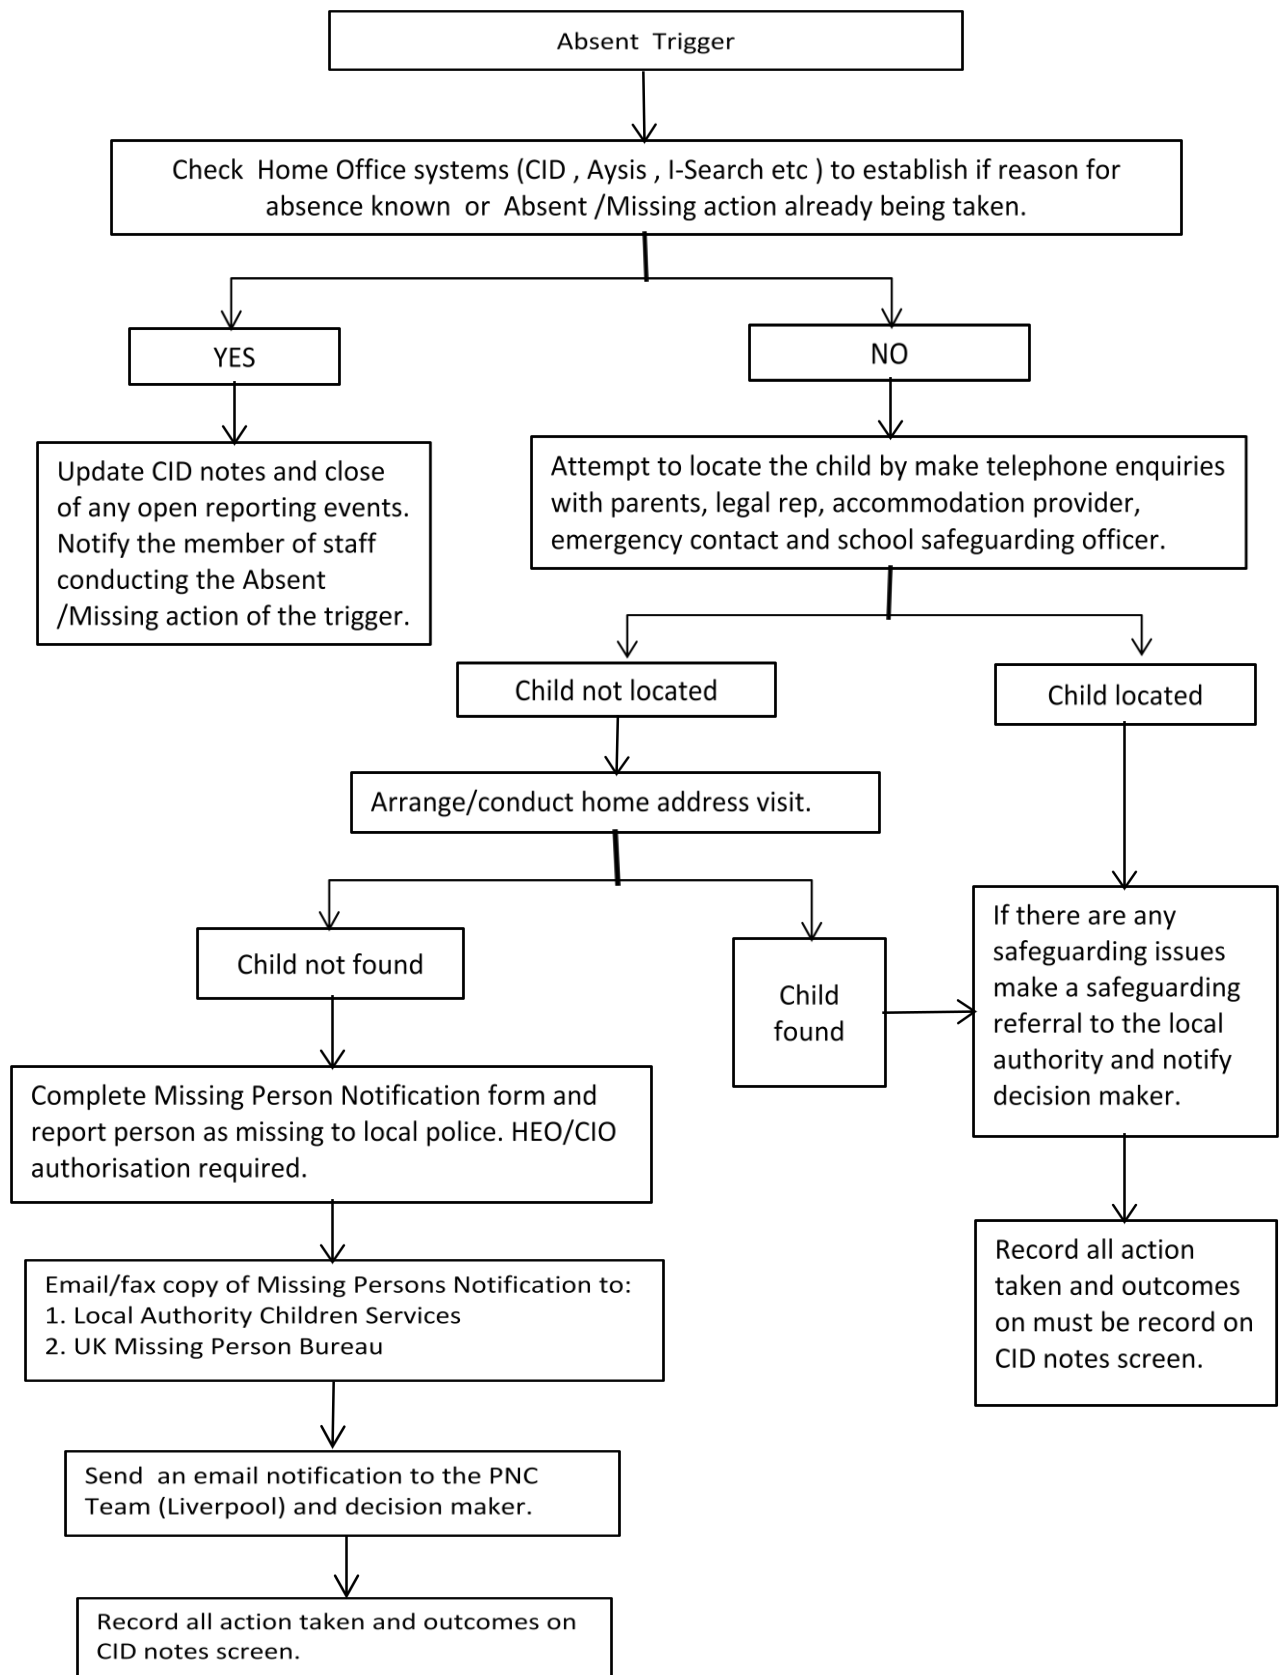 Absent Trigger
Check Home Office systems (CID , Aysis , I-Search etc ) to establish if reason for
absence known or Absent /Missing action already being taken.
YES
NO
Update CID notes and close
of any open reporting events.
Notify the member of staff
conducting the Absent
/Missing action of the trigger.
Attempt to locate the child by make telephone enquiries
with parents, legal rep, accommodation provider,
emergency contact and school safeguarding officer.
Child not located
Child located
Arrange/conduct home address visit.
Child not found
Child
found
If there are any
safeguarding issues
make a safeguarding
referral to the local
authority and notify
decision maker.
Complete Missing Person Notification form and
report person as missing to local police. HEO/CIO
authorisation required.
Record all action
taken and outcomes
on must be record on
CID notes screen.
Email/fax copy of Missing Persons Notification to:
1. Local Authority Children Services
2. UK Missing Person Bureau
Send an email notification to the PNC
Team (Liverpool) and decision maker.
Record all action taken and outcomes on
CID notes screen.